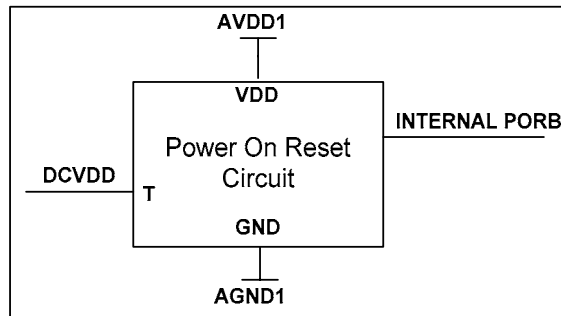 AVDD1
VDD
INTERNAL PORB
Power On Reset
Circuit
DCVDD
T
GND
AGND1